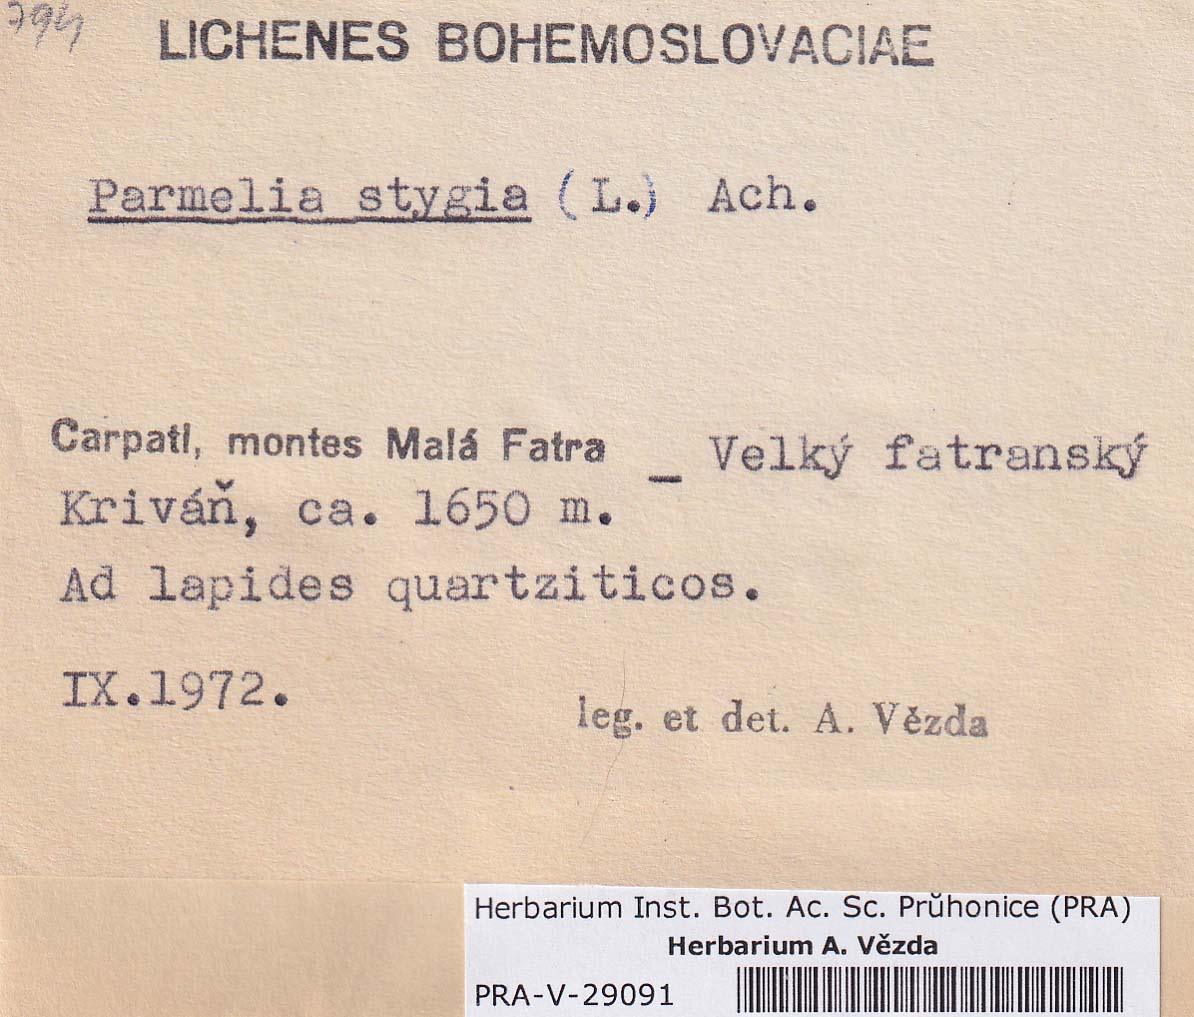 794
LICHENES BOHEMOSLOVACIAE
Parmelia stygia (L.) Ach.
Carpati, montes Malá Fatra _ Velký fatranský
Kriváň, ca. 1650 m.
Ad lapides quartziticos.
IX.1972.
leg. et det. A. Vězda
Herbarium Inst. Bot. Ac. Sc. Průhonice (PRA)
Herbarium A. Vězda
PRA-V-29091